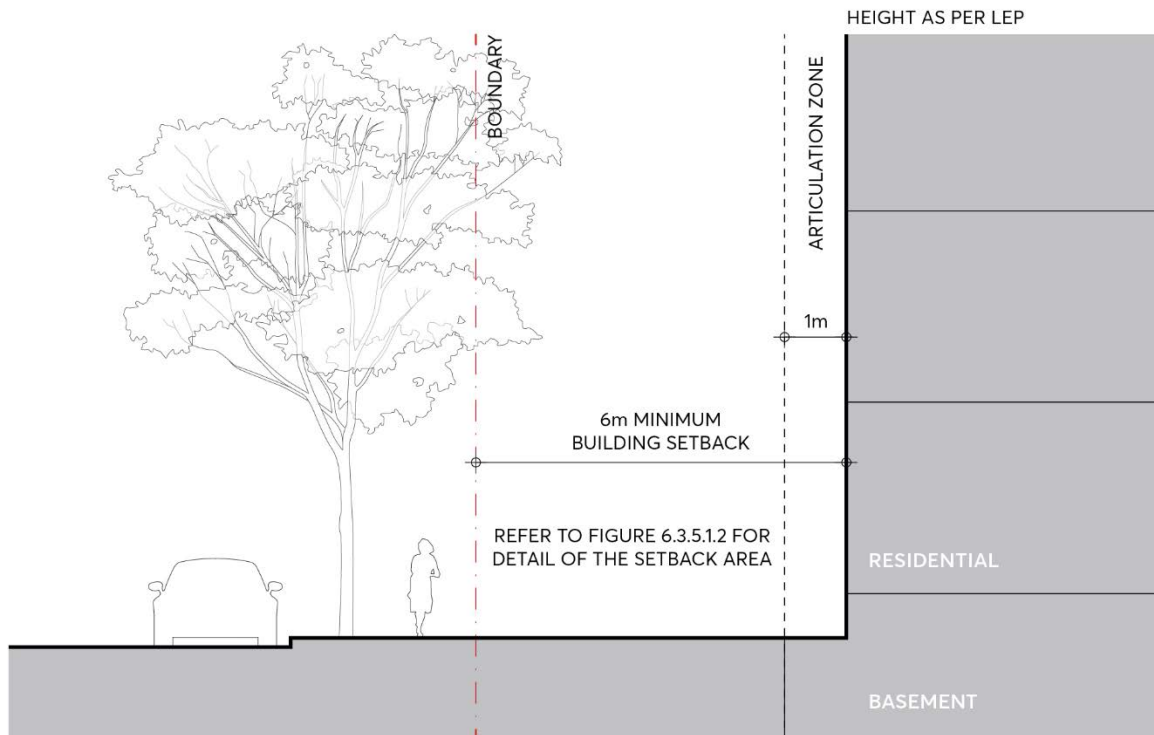 HEIGHT AS PER LEP
BOUNDARY
ARTICULATION ZONE
1m
6m MINIMUM
BUILDING SETBACK
REFER TO FIGURE 6.3.5.1.2 FOR
DETAIL OF THE SETBACK AREA
RESIDENTIAL
BASEMENT